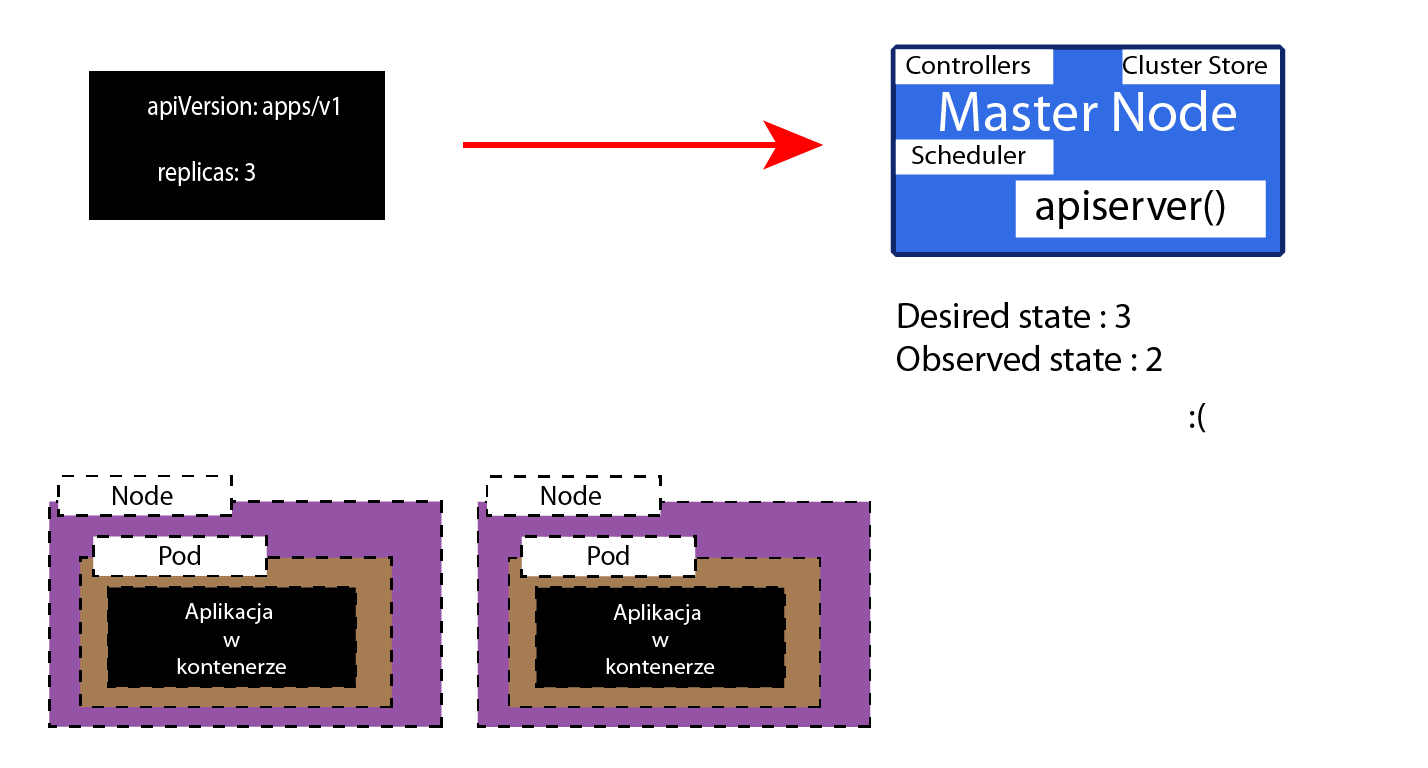 apiVersion: apps/v1
replicas: 3
Controllers
Cluster Store
Master Node
Scheduler
apiserver()
Desired state : 3
Observed state : 2
:(
Node
Pod
Aplikacja
w
kontenerze
Node
Pod
Aplikacja
w
kontenerze